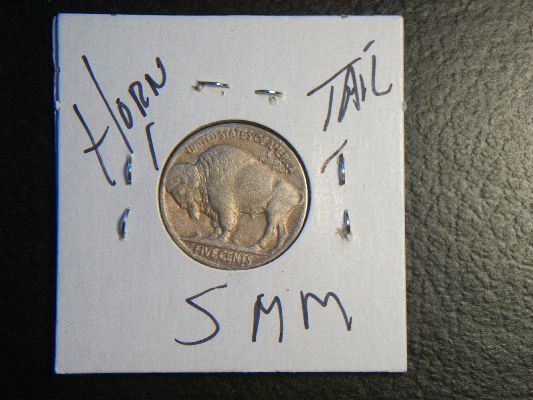 HORN
TAIL
UNITED STATES OF AMERICA
FIVE CENTS
5 MM